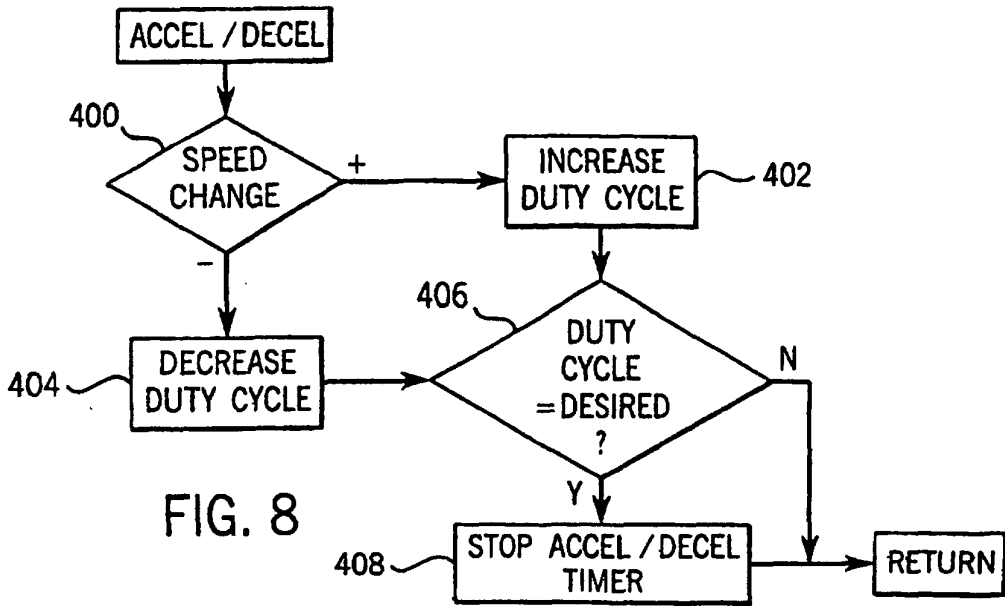 ACCEL / DECEL
400
SPEED
CHANGE
+
-
INCREASE
DUTY CYCLE
402
404
DECREASE
DUTY CYCLE
406
DUTY
CYCLE
=DESIRED
?
N
Y
408
STOP ACCEL / DECEL
TIMER
RETURN
FIG. 8